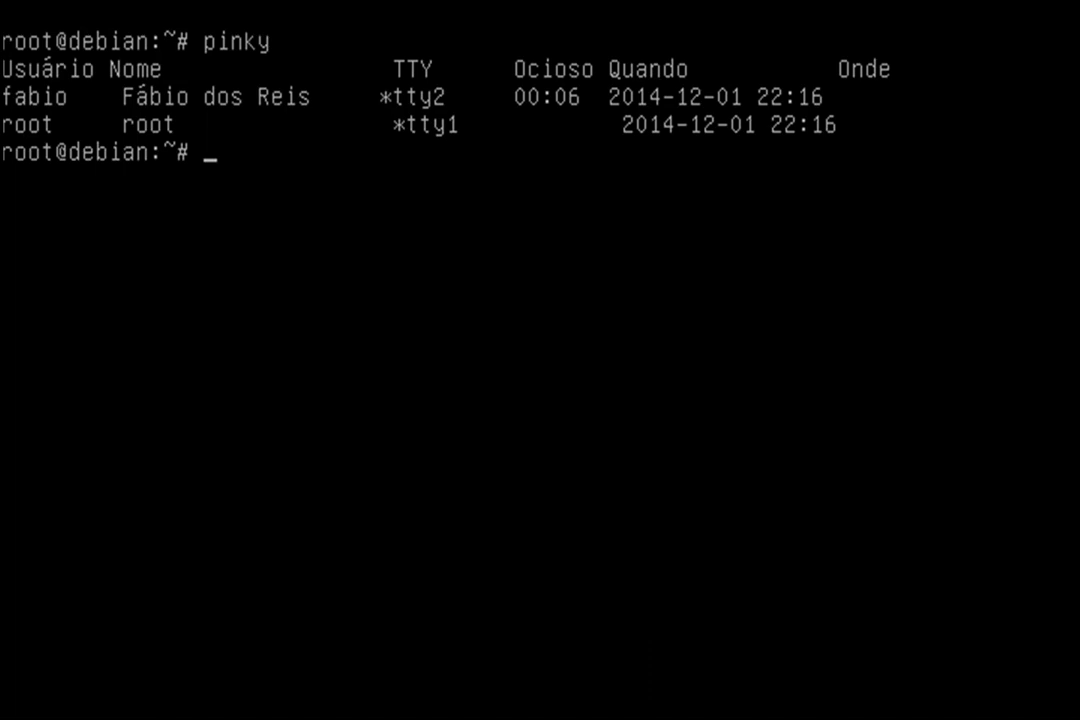 root@debian:~# pinky
Usuário Nome TTY Ocioso Quando Onde
fabio Fábio dos Reis *tty2 00:06 2014-12-01 22:16
root root *tty1 2014-12-01 22:16
root@debian:~# _